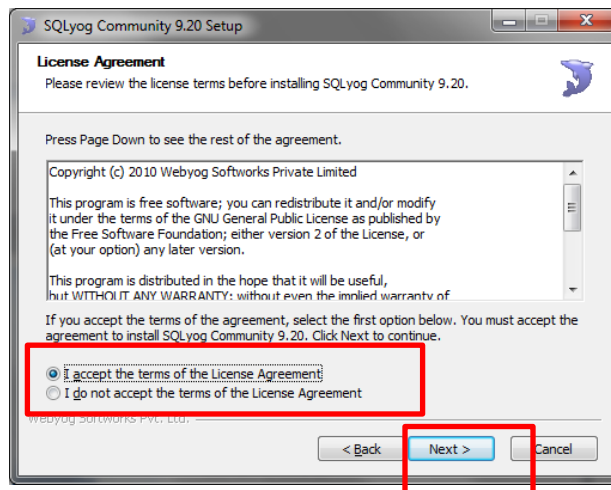 SQLyog Community 9.20 Setup
License Agreement
Please review the license terms before installing SQLyog Community 9.20.
Press Page Down to see the rest of the agreement.
Copyright (c) 2010 Webyog Softworks Private Limited
This program is free software; you can redistribute it and/or modify
it under the terms of the GNU General Public License as published by
the Free Software Foundation; either version 2 of the License, or
(at your option) any later version.
This program is distributed in the hope that it will be useful,
but WITHOUT ANY WARRANTY; without even the implied warranty of
If you accept the terms of the agreement, select the first option below. You must accept the
agreement to install SQLyog Community 9.20. Click Next to continue.
I accept the terms of the License Agreement
I do not accept the terms of the License Agreement
Webyog Softworks Pvt. Ltd.
< Back Next > Cancel